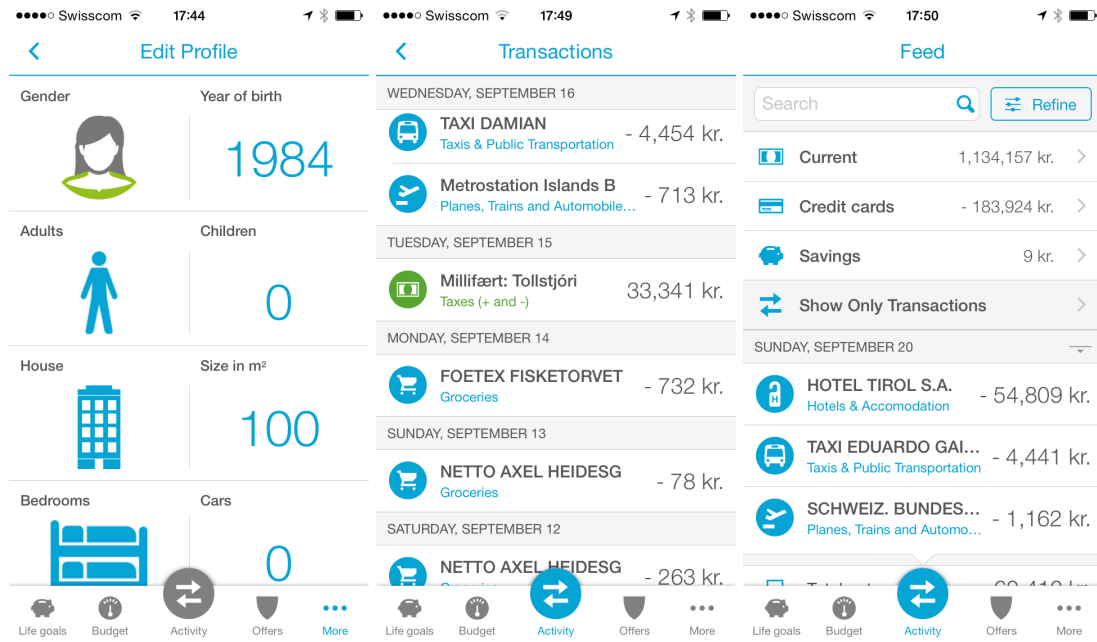 Swisscom 17:44
Edit Profile
Gender
Year of birth
1984
Adults
Children
0
House
Size in m²
100
Bedrooms
Cars
0
Life goals
Budget
Activity
Offers
More
Swisscom 17:49
Transactions
WEDNESDAY, SEPTEMBER 16
TAXI DAMIAN
Taxis & Public Transportation
- 4,454 kr.
Metrostation Islands B
Planes, Trains and Automobile...
- 713 kr.
TUESDAY, SEPTEMBER 15
Millifært: Tollstjóri
Taxes (+ and -)
33,341 kr.
MONDAY, SEPTEMBER 14
FOETEX FISKETORVET
Groceries
- 732 kr.
SUNDAY, SEPTEMBER 13
NETTO AXEL HEIDESG
Groceries
- 78 kr.
SATURDAY, SEPTEMBER 12
NETTO AXEL HEIDESG
- 263 kr.
Life goals
Budget
Activity
Offers
More
Swisscom 17:50
Feed
Search
Refine
Current 1,134,157 kr.
Credit cards - 183,924 kr.
Savings 9 kr.
Show Only Transactions
SUNDAY, SEPTEMBER 20
HOTEL TIROL S.A.
Hotels & Accomodation
- 54,809 kr.
TAXI EDUARDO GAI...
Taxis & Public Transportation
- 4,441 kr.
SCHWEIZ. BUNDES...
Planes, Trains and Automo...
- 1,162 kr.
Life goals
Budget
Activity
Offers
More